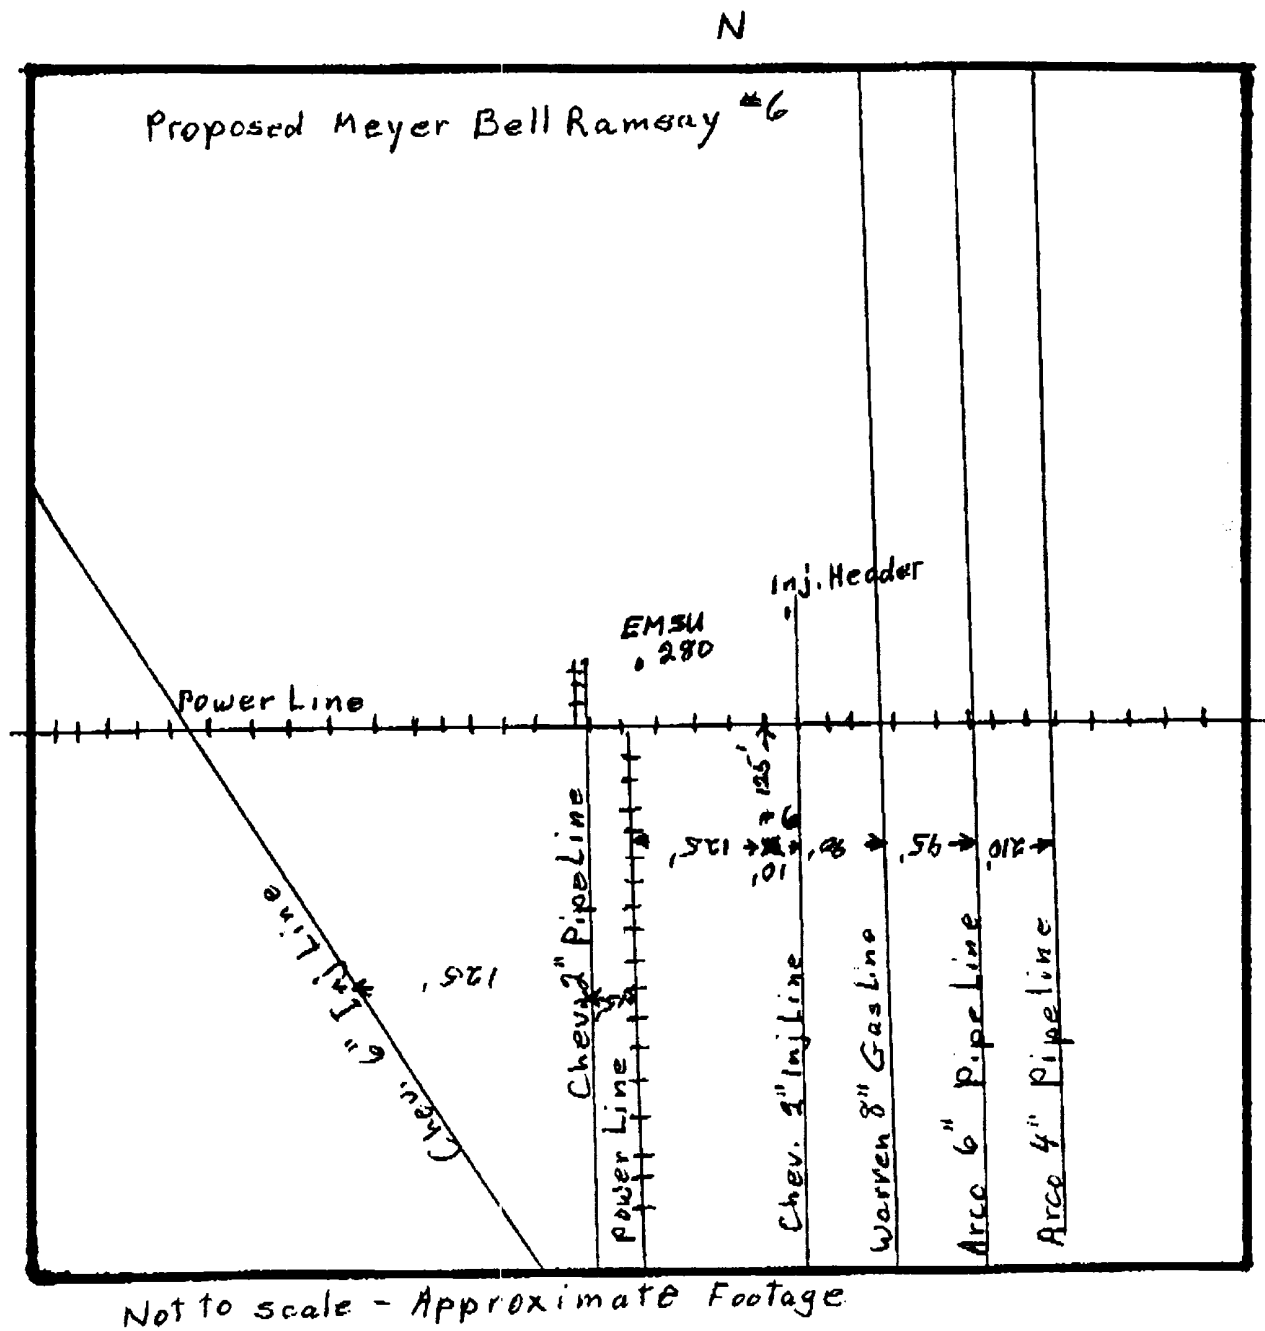 N
Proposed Meyer Bell Ramsay #6
Inj. Header
EMSU
. 280
Power Line
125'
6
125'
10'
95'
210'
125'
Chev. 6" Inj Line
Chev. 2" Pipe Line
Power Line
Chev. 2" Inj Line
Warren 8" Gas Line
Arco 6" Pipe Line
Arco 4" Pipe line
Not to scale - Approximate Footage